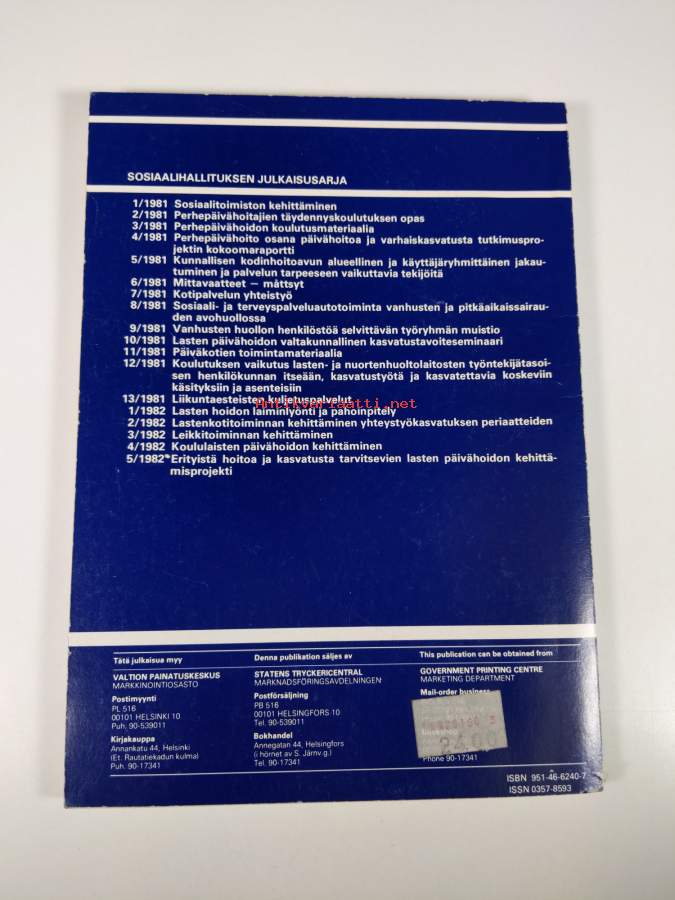 SOSIAALIHALLITUKSEN JULKAISUSARJA
1/1981 Sosiaalitoimiston kehittäminen
2/1981 Perhepäivähoitajien täydennyskoulutuksen opas
3/1981 Perhepäivähoidon koulutusmateriaalia
4/1981 Perhepäivähoito osana päivähoitoa ja varhaiskasvatusta tutkimuspro-
jektin kokoomaraportti
5/1981 Kunnallisen kodinhoitoavun alueellinen ja käyttäjäryhmittäinen jakau-
tuminen ja palvelun tarpeeseen vaikuttavia tekijöitä
6/1981 Mittavaatteet – måttsyt
7/1981 Kotipalvelun yhteistyö
8/1981 Sosiaali- ja terveyspalveluautotoiminta vanhusten ja pitkäaikaissairau-
den avohuollossa
9/1981 Vanhusten huollon henkilöstöä selvittävän työryhmän muistio
10/1981 Lasten päivähoidon valtakunnallinen kasvatustavoiteseminaari
11/1981 Päiväkotien toimintamateriaalia
12/1981 Koulutuksen vaikutus lasten- ja nuortenhuoltolaitosten työntekijätasoi-
sen henkilökunnan itseään, kasvatustyötä ja kasvatettavia koskeviin
käsityksiin ja asenteisiin
13/1981 Liikuntaesteisten kuljetuspalvelut
Antikvariaatti.net
1/1982 Lasten hoidon laiminlyönti ja pahoinpitely
2/1982 Lastenkotitoiminnan kehittäminen yhteystyökasvatuksen periaatteiden
3/1982 Leikkitoiminnan kehittäminen
4/1982 Koululaisten päivähoidon kehittäminen
5/1982* Erityistä hoitoa ja kasvatusta tarvitsevien lasten päivähoidon kehittä-
misprojekti
Tätä julkaisua myy
VALTION PAINATUSKESKUS
MARKKINOINTIOSASTO
Postimyynti
PL 516
00101 HELSINKI 10
Puh. 90-539011
Kirjakauppa
Annankatu 44, Helsinki
(Et. Rautatiekadun kulma)
Puh. 90-17341
Denna publikation säljes av
STATENS TRYCKERICENTRAL
MARKNADSFÖRINGSAVDELNINGEN
Postförsäljning
PB 516
00101 HELSINGFORS 10
Tel. 90-539011
Bokhandel
Annegatan 44, Helsingfors
(i hörnet av S. Järnv.g.)
Tel. 90-17341
This publication can be obtained from
GOVERNMENT PRINTING CENTRE
MARKETING DEPARTMENT
Mail-order business
Phone 90-17341
ISBN 951-46-6240-7
ISSN 0357-8593